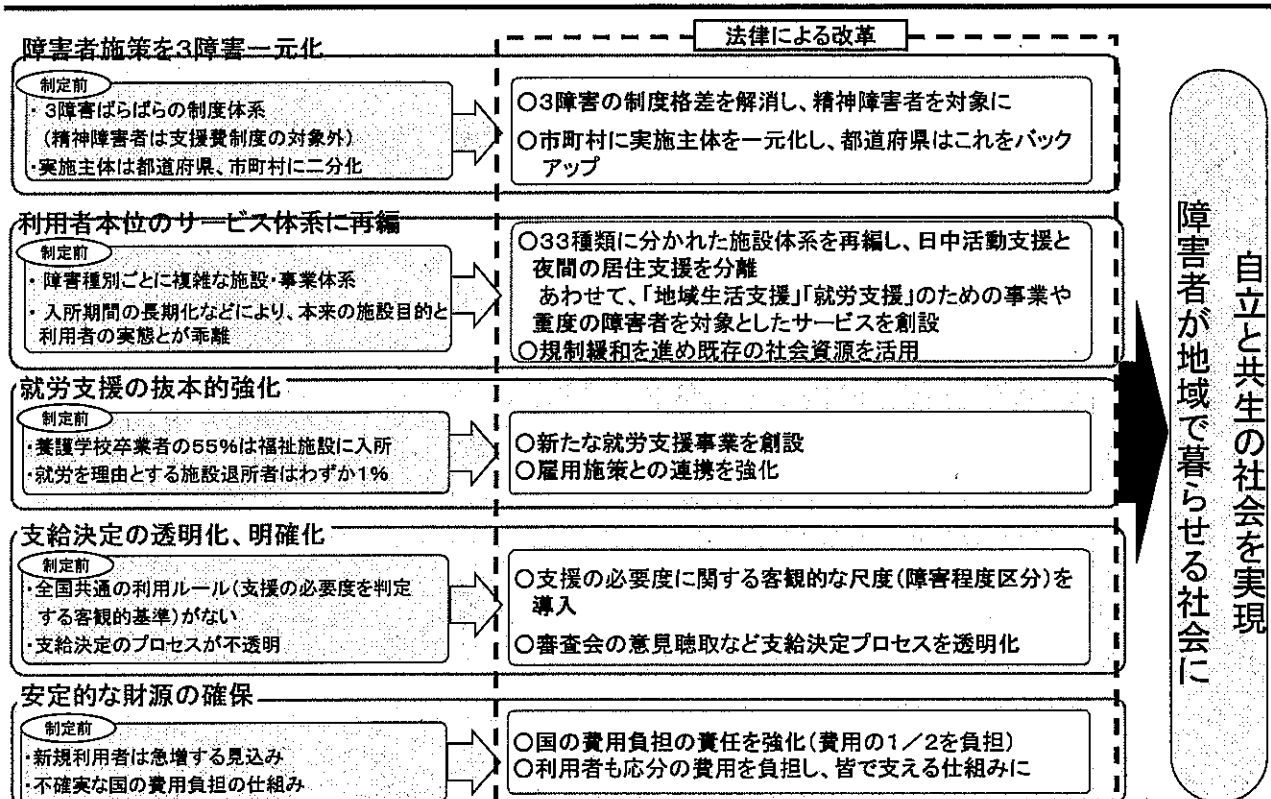 法律による改革
障害者施策を3障害一元化
制定前
・3障害ばらばらの制度体系
(精神障害者は支援費制度の対象外)
・実施主体は都道府県、市町村に二分化
○3障害の制度格差を解消し、精神障害者を対象に
○市町村に実施主体を一元化し、都道府県はこれをバック
アップ
利用者本位のサービス体系に再編
制定前
・障害種別ごとに複雑な施設・事業体系
・入所期間の長期化などにより、本来の施設目的と
利用者の実態とが乖離
○33種類に分かれた施設体系を再編し、日中活動支援と
夜間の居住支援を分離
あわせて、「地域生活支援」「就労支援」のための事業や
重度の障害者を対象としたサービスを創設
○規制緩和を進め既存の社会資源を活用
就労支援の抜本的強化
制定前
・養護学校卒業者の55%は福祉施設に入所
・就労を理由とする施設退所者はわずか1%
○新たな就労支援事業を創設
○雇用施策との連携を強化
支給決定の透明化、明確化
制定前
・全国共通の利用ルール(支援の必要度を判定
する客観的基準)がない
・支給決定のプロセスが不透明
○支援の必要度に関する客観的な尺度(障害程度区分)を
導入
○審査会の意見聴取など支給決定プロセスを透明化
安定的な財源の確保
制定前
・新規利用者は急増する見込み
・不確実な国の費用負担の仕組み
○国の費用負担の責任を強化(費用の1/2を負担)
○利用者も応分の費用を負担し、皆で支える仕組みに
障害者が地域で暮らせる社会に
自立と共生の社会を実現